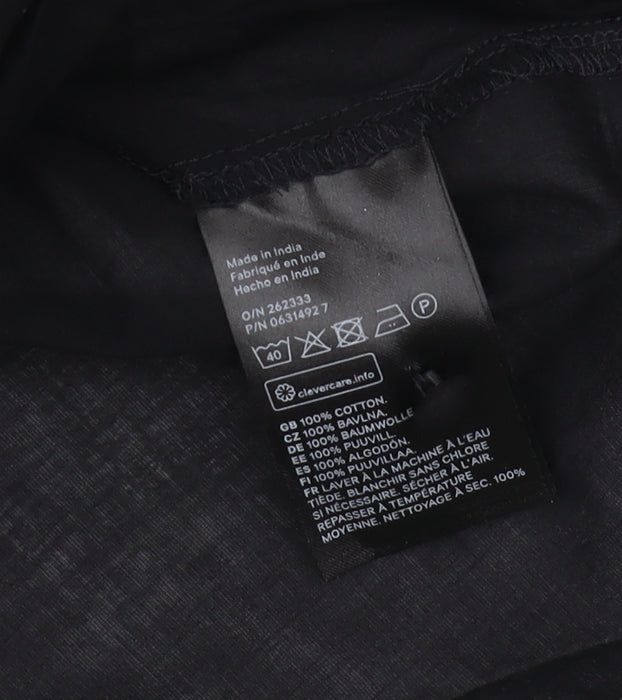 Made in India
Fabriqué en Inde
Hecho en India
O/N 262333
P/N 0631492 7
40
P
clevercare.info
GB 100% COTTON.
CZ 100% BAVLNA.
DE 100% BAUMWOLLE
EE 100% PUUVILL.
ES 100% ALGODÓN.
FI 100% PUUVILLAA.
FR LAVER À LA MACHINE À L'EAU
TIÈDE. BLANCHIR SANS CHLORE
SI NÉCESSAIRE. SÉCHER À L'AIR.
REPASSER À TEMPÉRATURE
MOYENNE. NETTOYAGE À SEC. 100%